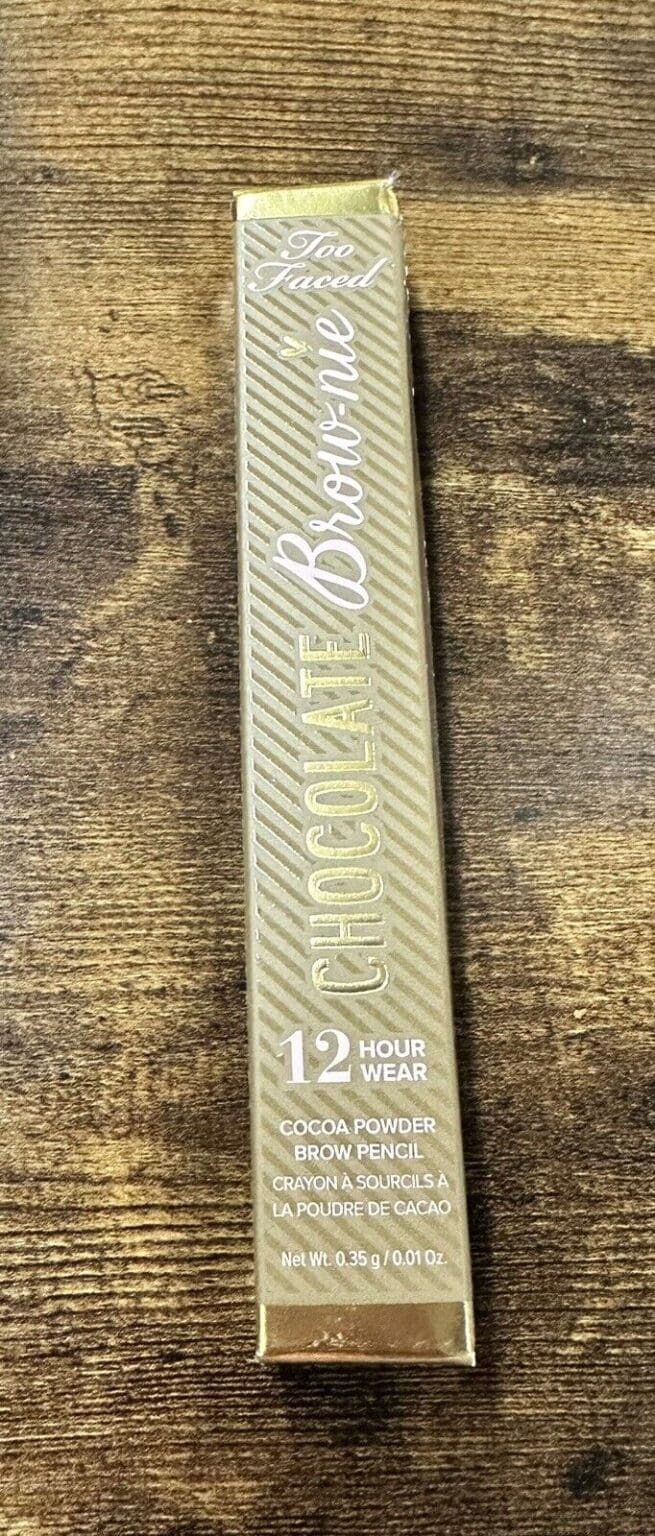 Too
Faced
CHOCOLATE Brow-nie
12 HOUR
WEAR
COCOA POWDER
BROW PENCIL
CRAYON À SOURCILS À
LA POUDRE DE CACAO
Net Wt. 0.35 g / 0.01 Oz.